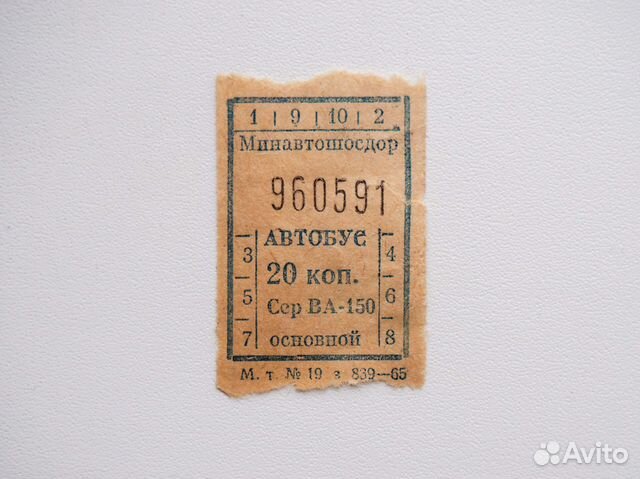 1 | 9 | 10 | 2
Минавтошосдор
960591
АВТОБУС
3 4
20 коп.
5 6
Сер ВА-150
7 основной 8
М. т. № 19 з 839—65
Avito